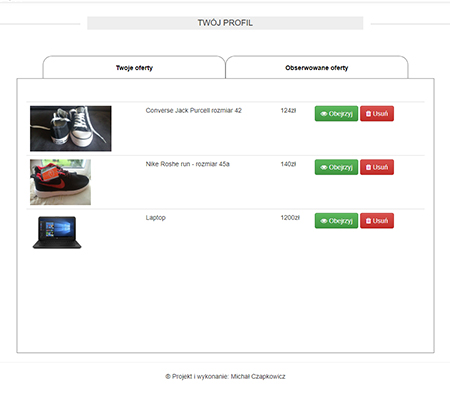 TWÓJ PROFIL
Twoje oferty
Obserwowane oferty
Converse Jack Purcell rozmiar 42 124zł Obejrzyj Usuń
Nike Roshe run - rozmiar 45a 140zł Obejrzyj Usuń
Laptop 1200zł Obejrzyj Usuń
© Projekt i wykonanie: Michał Czapkowicz